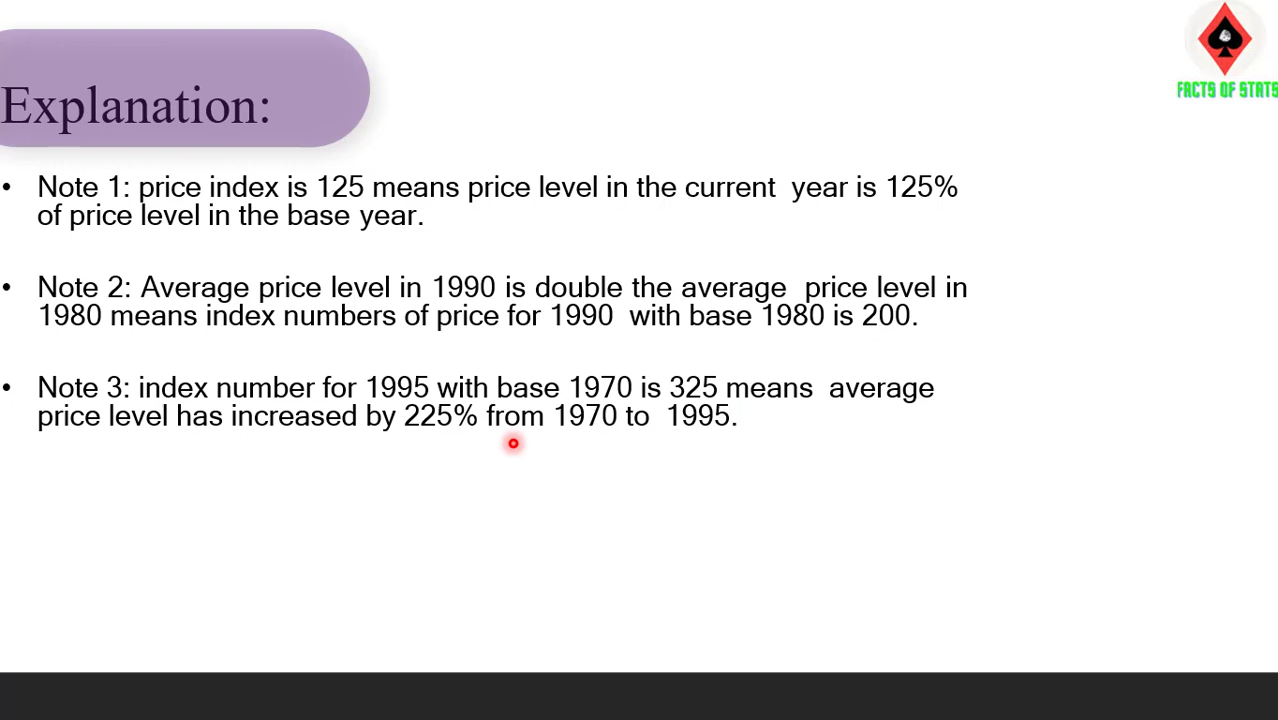 FACTS OF STATS
Explanation:
• Note 1: price index is 125 means price level in the current  year is 125%
of price level in the base year.
• Note 2: Average price level in 1990 is double the average  price level in
1980 means index numbers of price for 1990  with base 1980 is 200.
• Note 3: index number for 1995 with base 1970 is 325 means  average
price level has increased by 225% from 1970 to  1995.